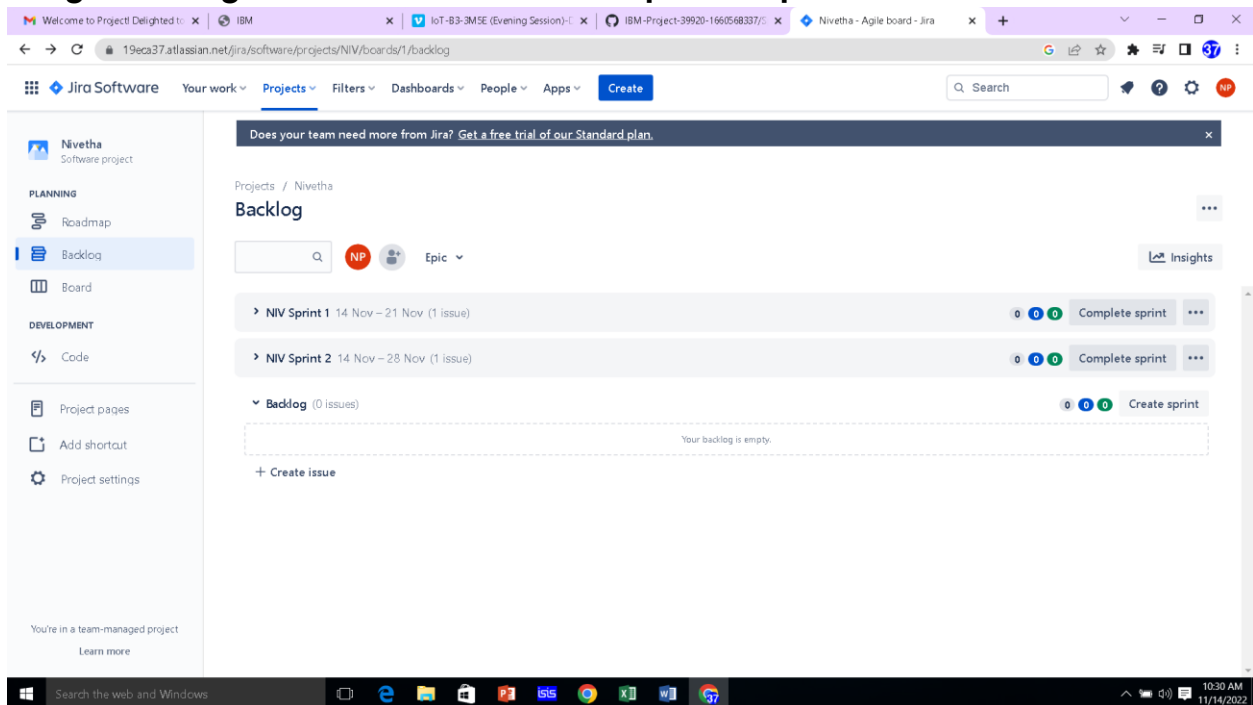 Welcome to Project! Delighted to
IBM
IoT-B3-3M5E (Evening Session)-
IBM-Project-39920-1660568337/S
Nivetha - Agile board - Jira
19eca37.atlassian.net/jira/software/projects/NIV/boards/1/backlog
37
Jira Software
Your work
Projects
Filters
Dashboards
People
Apps
Create
Search
NP
Does your team need more from Jira? Get a free trial of our Standard plan.
Nivetha
Software project
PLANNING
Roadmap
Backlog
Board
DEVELOPMENT
Code
Project pages
Add shortcut
Project settings
You're in a team-managed project
Learn more
Projects / Nivetha
Backlog
NP
Epic
Insights
NIV Sprint 1 14 Nov – 21 Nov (1 issue) 0 0 0 Complete sprint
NIV Sprint 2 14 Nov – 28 Nov (1 issue) 0 0 0 Complete sprint
Backlog (0 issues) 0 0 0 Create sprint
Your backlog is empty.
+ Create issue
Search the web and Windows
isis
37
10:30 AM
11/14/2022